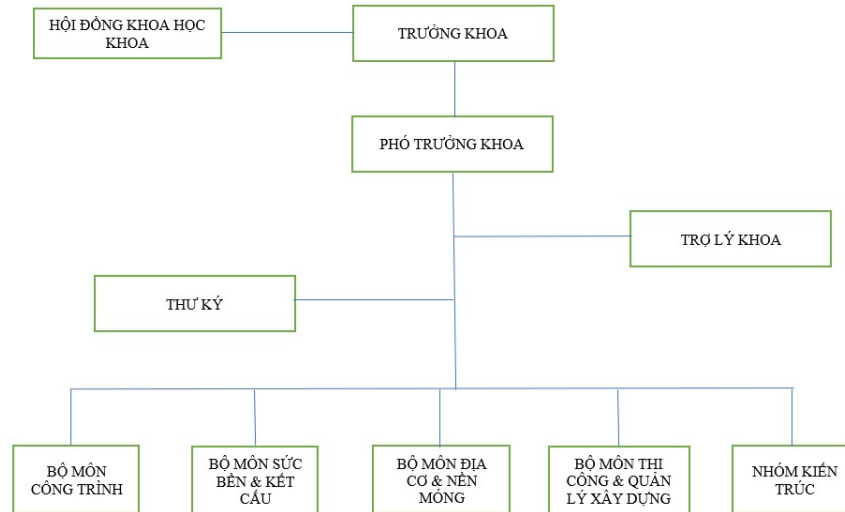 HỘI ĐỒNG KHOA HỌC
KHOA
TRƯỞNG KHOA
PHÓ TRƯỞNG KHOA
TRỢ LÝ KHOA
THƯ KÝ
BỘ MÔN
CÔNG TRÌNH
BỘ MÔN SỨC
BỀN & KẾT
CẤU
BỘ MÔN ĐỊA
CƠ & NỀN
MÓNG
BỘ MÔN THI
CÔNG & QUẢN
LÝ XÂY DỰNG
NHÓM KIẾN
TRÚC